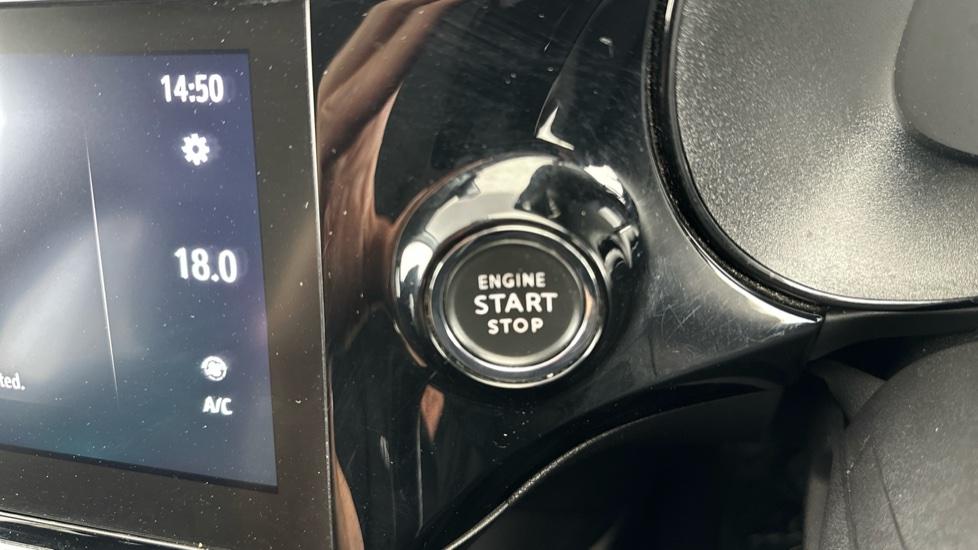 14:50
18.0
ted.
A/C
ENGINE
START
STOP